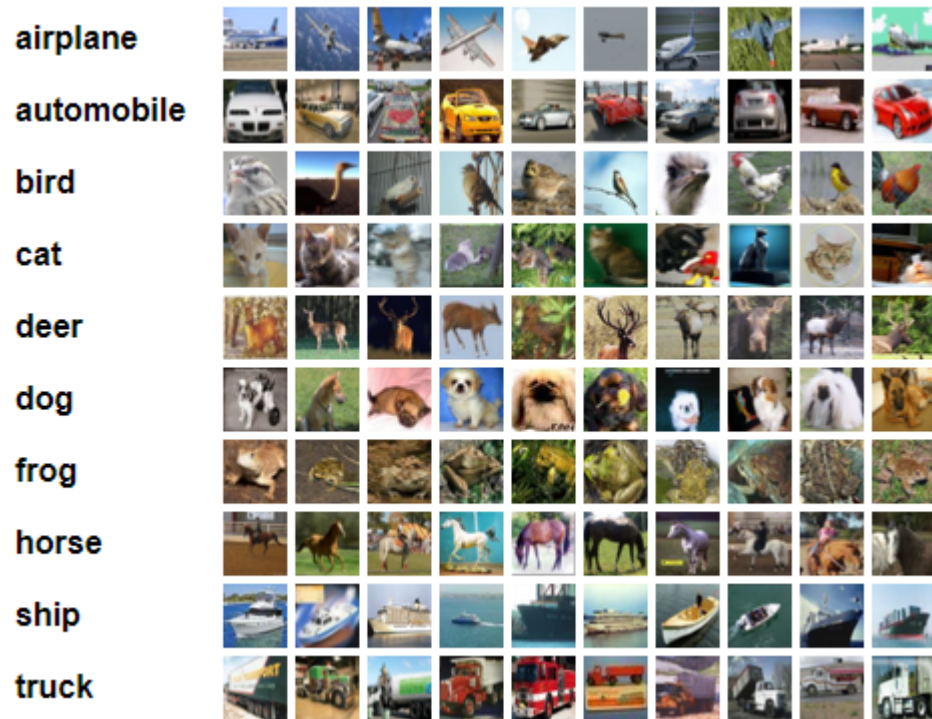 airplane
automobile
bird
cat
deer
dog
frog
horse
ship
truck